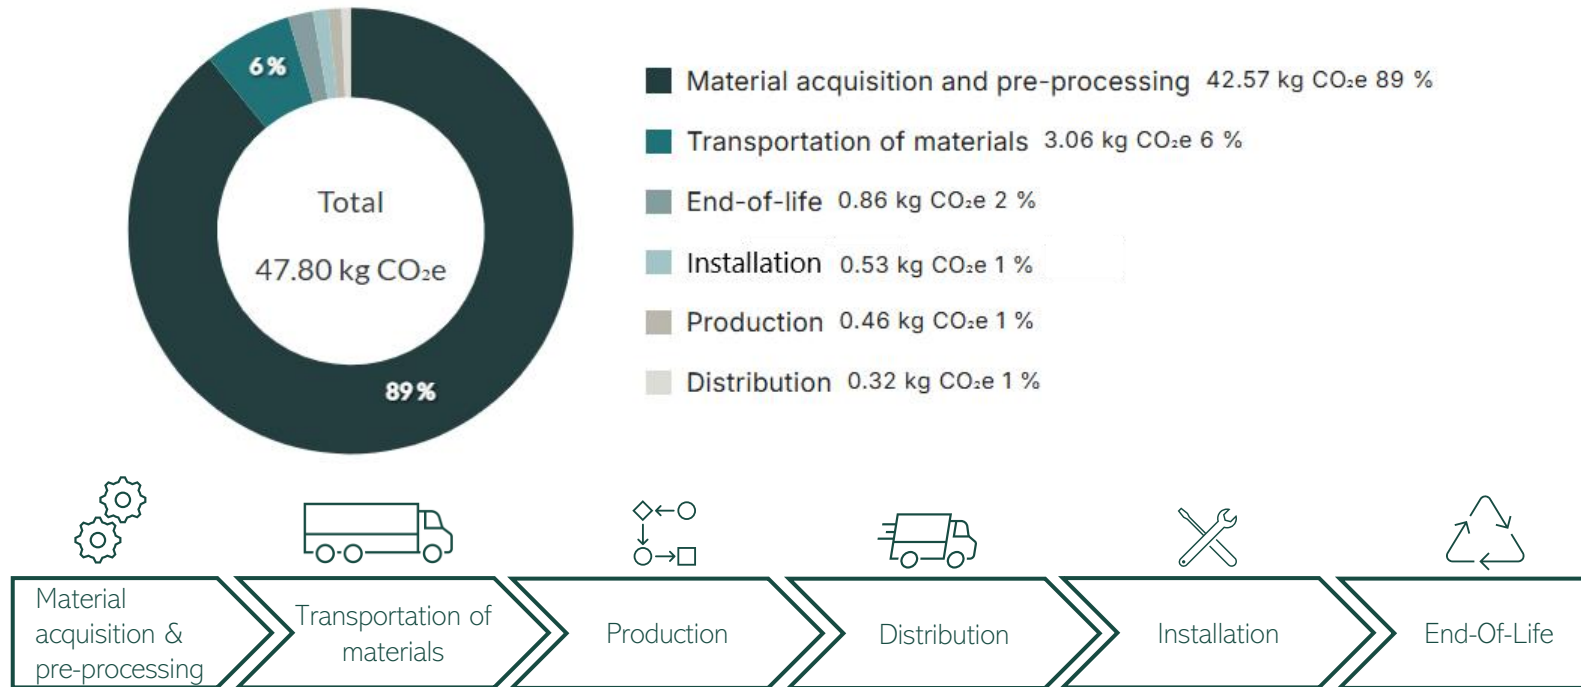 6%
Total
47.80 kg CO₂e
89%
Material acquisition and pre-processing 42.57 kg CO₂e 89 %
Transportation of materials 3.06 kg CO₂e 6 %
End-of-life 0.86 kg CO₂e 2 %
Installation 0.53 kg CO₂e 1 %
Production 0.46 kg CO₂e 1 %
Distribution 0.32 kg CO₂e 1 %
Material
acquisition &
pre-processing
Transportation of
materials
Production
Distribution
Installation
End-Of-Life